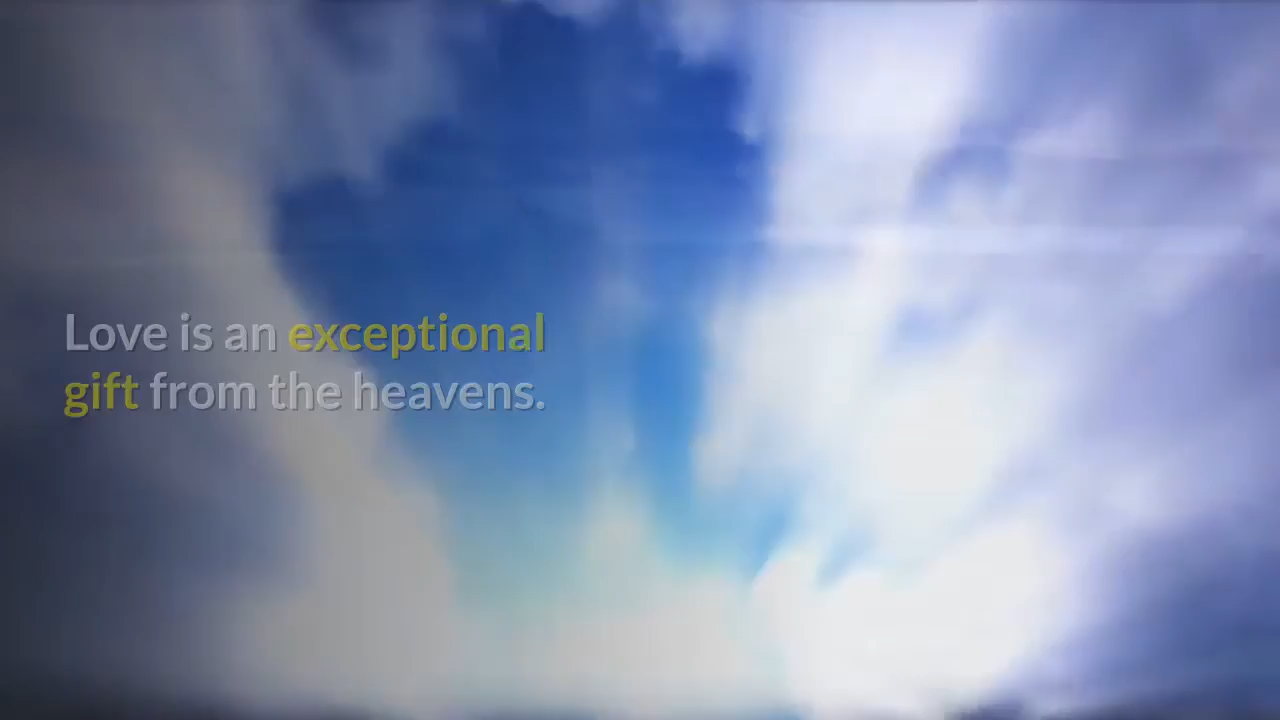 Love is an exceptional
gift from the heavens.